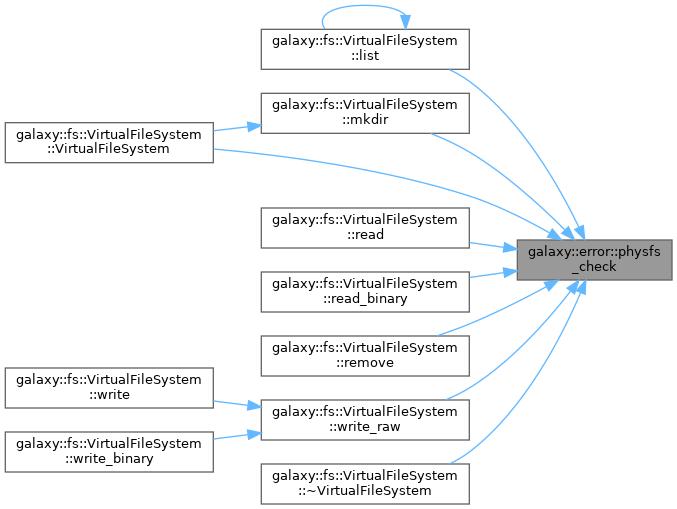 galaxy::fs::VirtualFileSystem
::list
galaxy::fs::VirtualFileSystem
::mkdir
galaxy::fs::VirtualFileSystem
::VirtualFileSystem
galaxy::fs::VirtualFileSystem
::read
galaxy::error::physfs
_check
galaxy::fs::VirtualFileSystem
::read_binary
galaxy::fs::VirtualFileSystem
::remove
galaxy::fs::VirtualFileSystem
::write
galaxy::fs::VirtualFileSystem
::write_raw
galaxy::fs::VirtualFileSystem
::write_binary
galaxy::fs::VirtualFileSystem
::~VirtualFileSystem